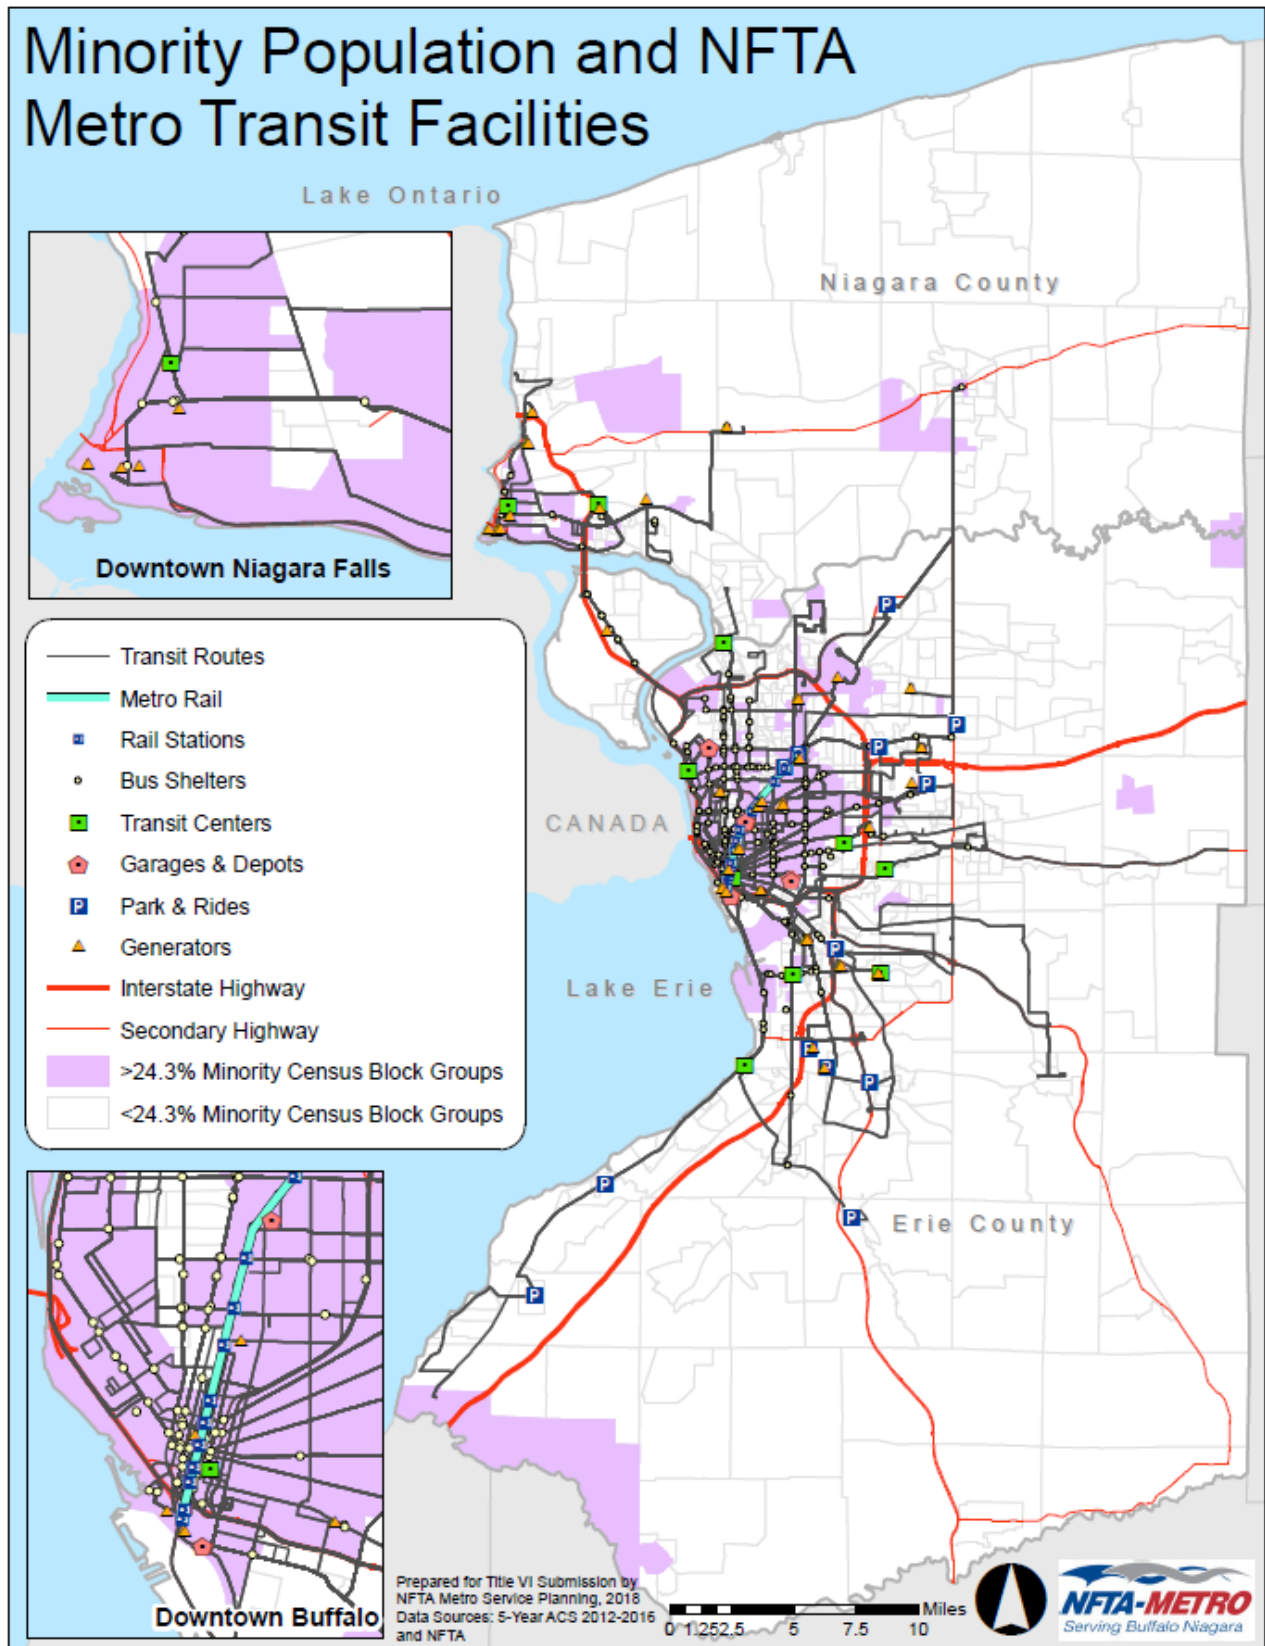 Minority Population and NFTA
Metro Transit Facilities
Lake Ontario
Niagara County
Downtown Niagara Falls
Transit Routes
Metro Rail
Rail Stations
Bus Shelters
Transit Centers
Garages & Depots
P Park & Rides
Generators
Interstate Highway
Secondary Highway
>24.3% Minority Census Block Groups
<24.3% Minority Census Block Groups
CANADA
Lake Erie
Erie County
P
P
P
P
P
P
P
P
P
P
P
Downtown Buffalo
Prepared for Title VI Submission by
NFTA Metro Service Planning, 2018
Data Sources: 5-Year ACS 2012-2016
and NFTA
Miles
0 1.252.5 5 7.5 10
NFTA-METRO
Serving Buffalo Niagara